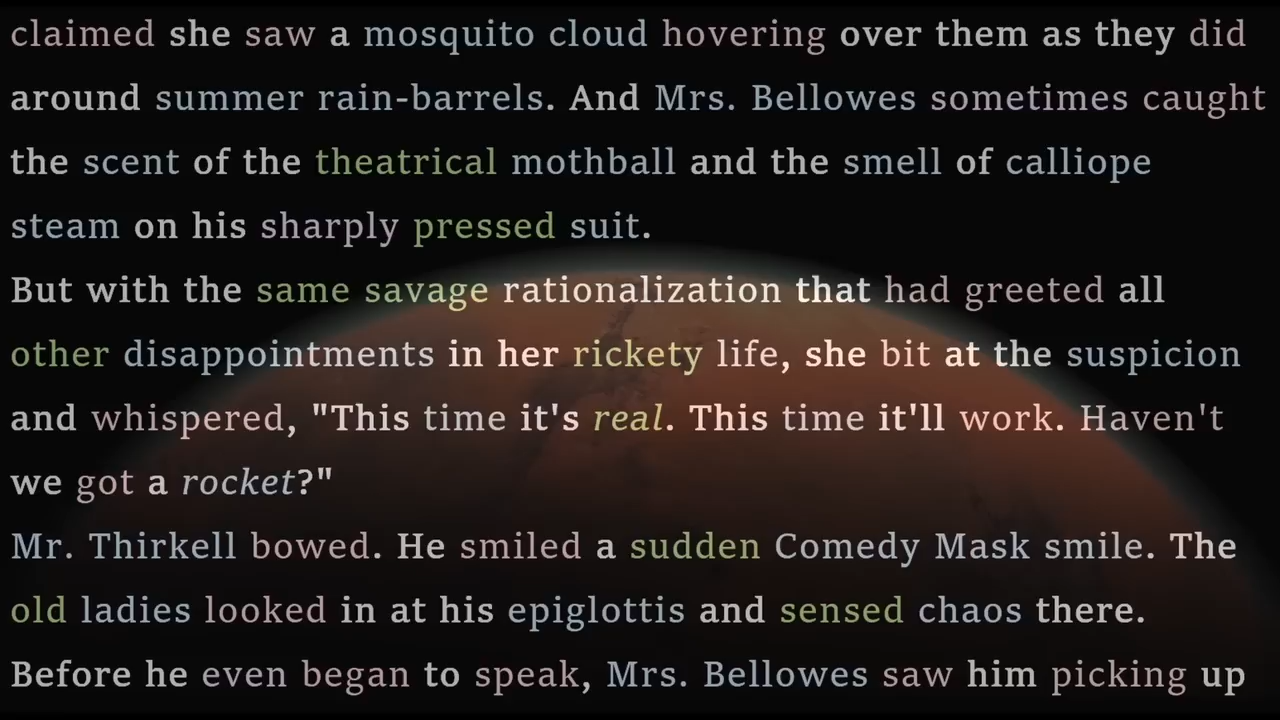 claimed she saw a mosquito cloud hovering over them as they did
around summer rain-barrels. And Mrs. Bellowes sometimes caught
the scent of the theatrical mothball and the smell of calliope
steam on his sharply pressed suit.
But with the same savage rationalization that had greeted all
other disappointments in her rickety life, she bit at the suspicion
and whispered, "This time it's real. This time it'll work. Haven't
we got a rocket?"
Mr. Thirkell bowed. He smiled a sudden Comedy Mask smile. The
old ladies looked in at his epiglottis and sensed chaos there.
Before he even began to speak, Mrs. Bellowes saw him picking up